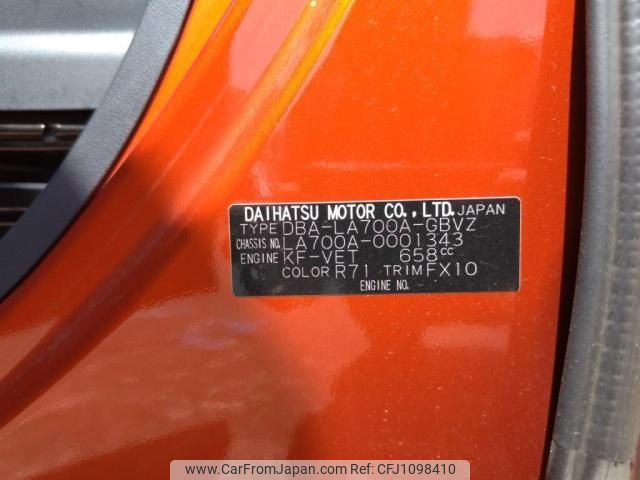 DAIHATSU MOTOR CO.,LTD. JAPAN
TYPE DBA-LA700A-GBVZ
CHASSIS NO. LA700A-0001343
ENGINE KF-VET 658cc
COLOR R71 TRIM FX10
ENGINE NO.
www.CarFromJapan.com | No. CFJ1098410